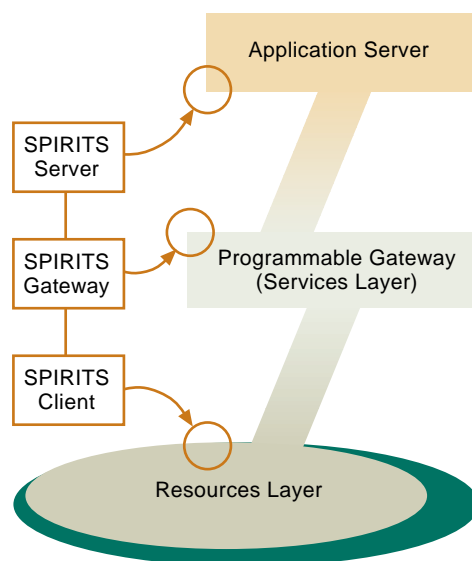 Application Server
SPIRITS
Server
SPIRITS
Gateway
Programmable Gateway
(Services Layer)
SPIRITS
Client
Resources Layer